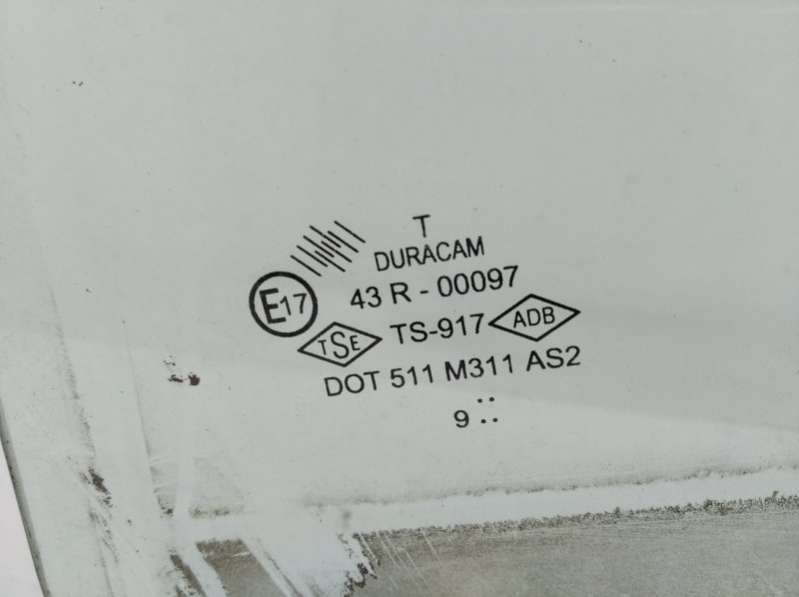 T
DURACAM
E17 43 R - 00097
TSE TS-917 ADB
DOT 511 M311 AS2
9 ::